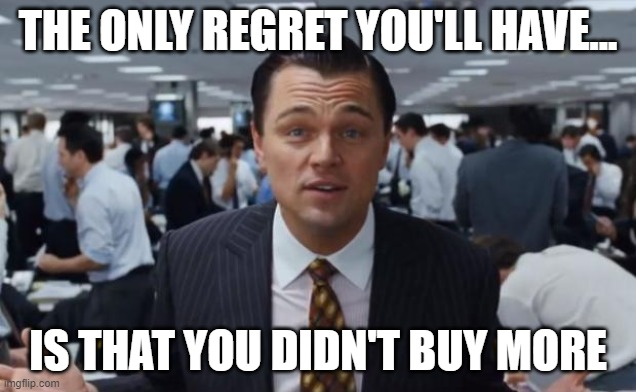 THE ONLY REGRET YOU'LL HAVE...
IS THAT YOU DIDN'T BUY MORE
imgflip.com